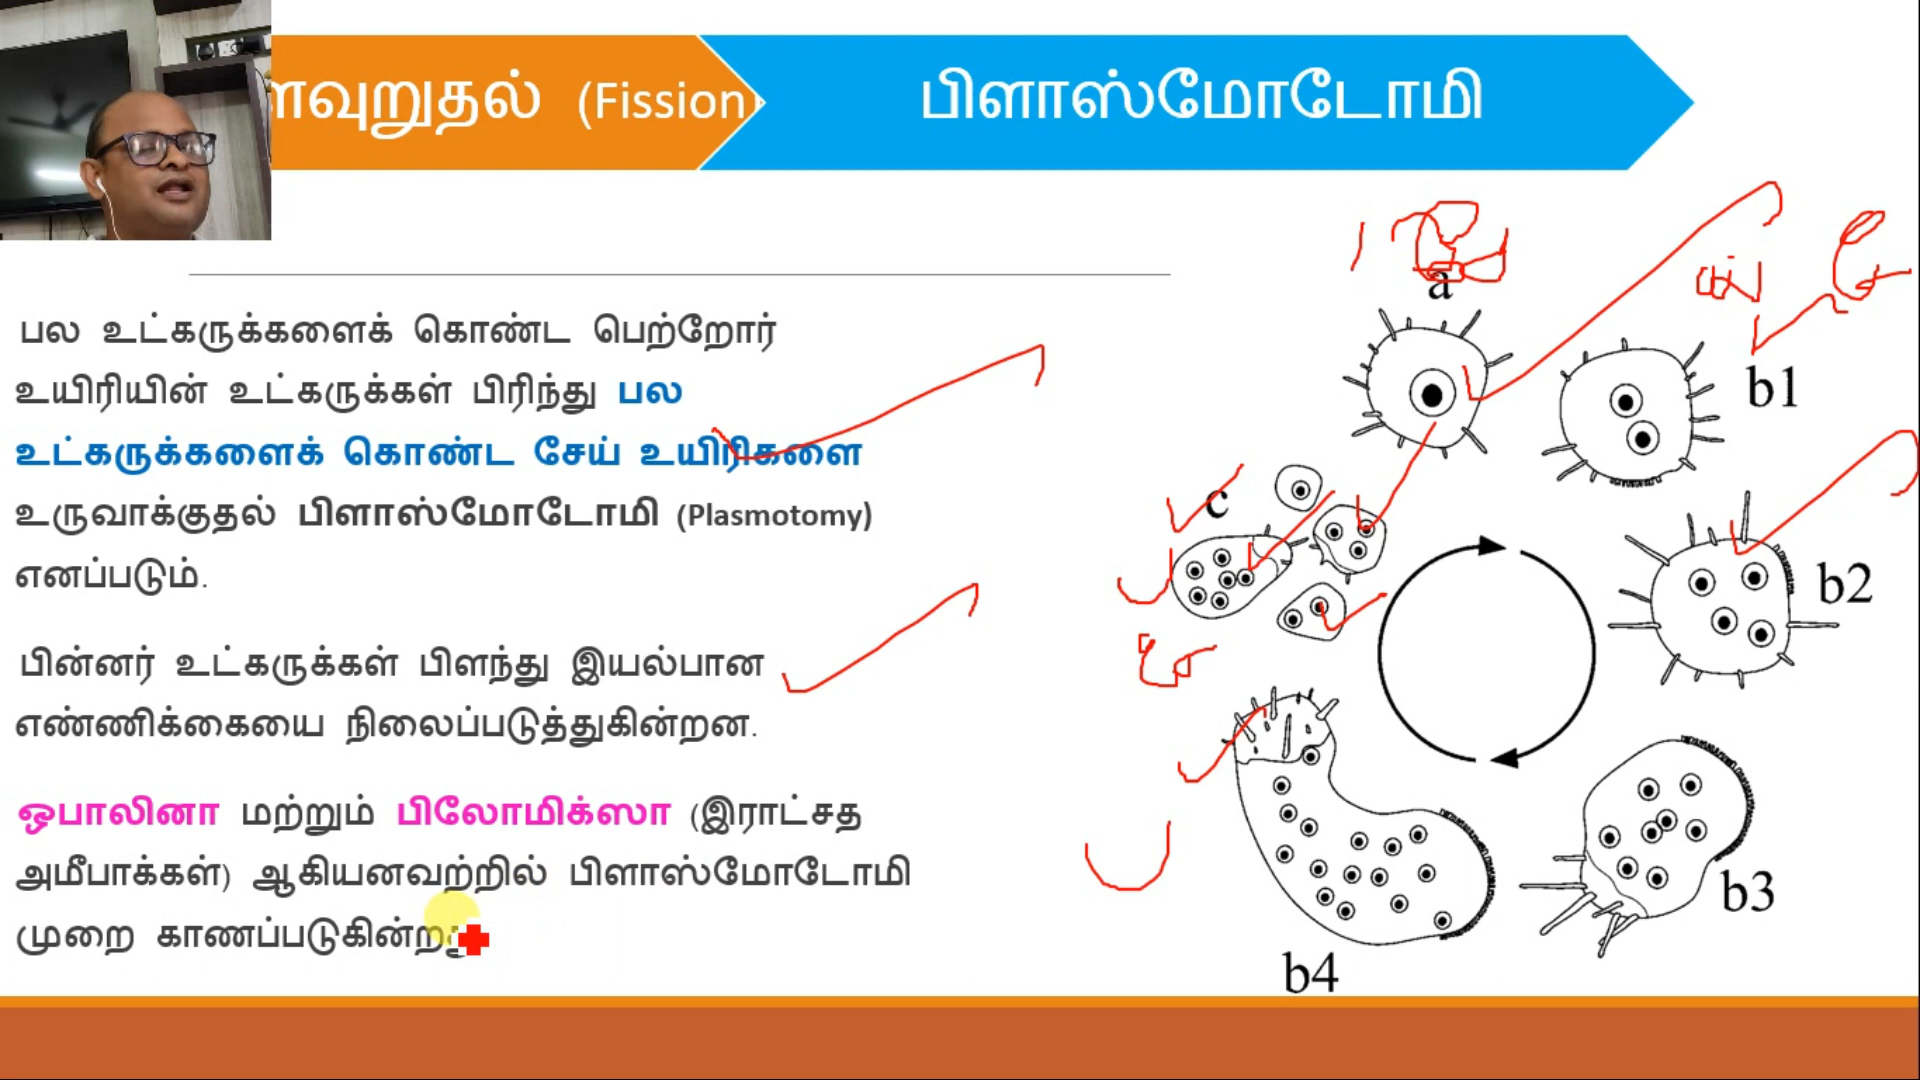 ளவுறுதல் (Fission)
பிளாஸ்மோடோமி
பல உட்கருக்களைக் கொண்ட பெற்றோர்
உயிரியின் உட்கருக்கள் பிரிந்து பல
உட்கருக்களைக் கொண்ட சேய் உயிரிகளை
உருவாக்குதல் பிளாஸ்மோடோமி (Plasmotomy)
எனப்படும்.
பின்னர் உட்கருக்கள் பிளந்து இயல்பான
எண்ணிக்கையை நிலைப்படுத்துகின்றன.
ஒபாலினா மற்றும் பிலோமிக்ஸா (இராட்சத
அமீபாக்கள்) ஆகியனவற்றில் பிளாஸ்மோடோமி
முறை காணப்படுகின்றது
a
b1
c
b2
b3
b4